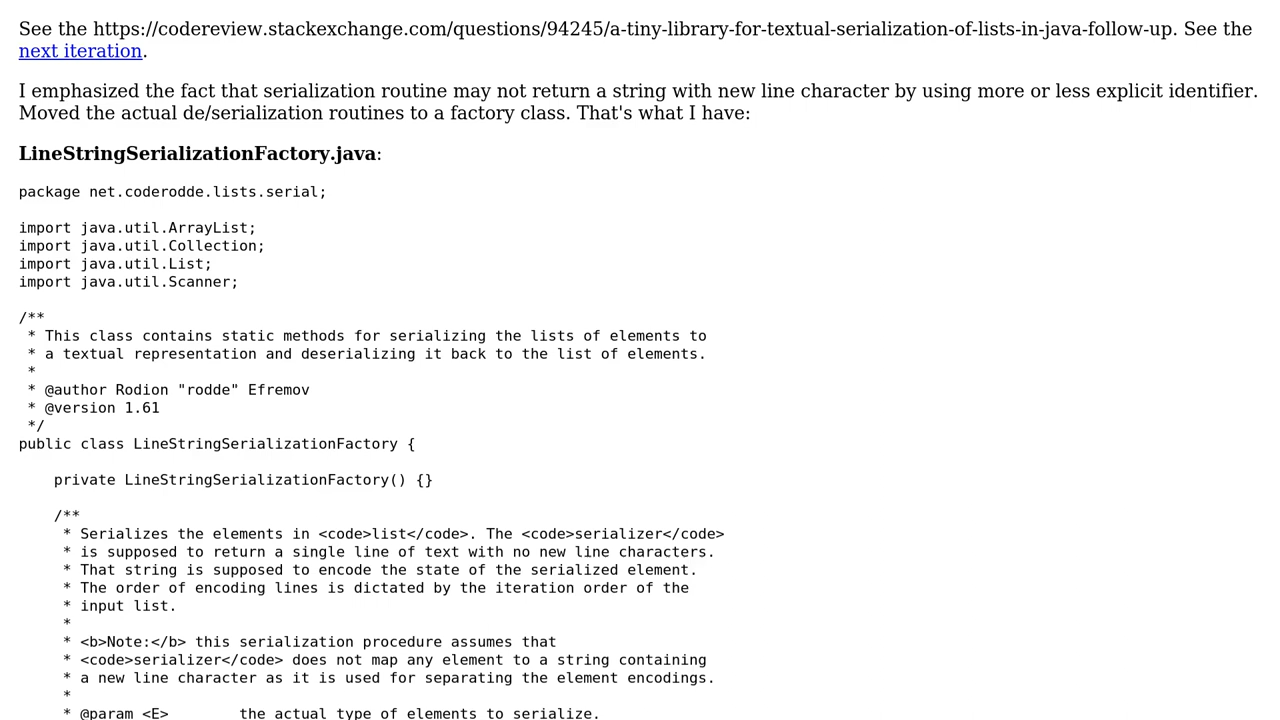 See the https://codereview.stackexchange.com/questions/94245/a-tiny-library-for-textual-serialization-of-lists-in-java-follow-up. See the
next iteration.
I emphasized the fact that serialization routine may not return a string with new line character by using more or less explicit identifier.
Moved the actual de/serialization routines to a factory class. That's what I have:
LineStringSerializationFactory.java:
package net.coderodde.lists.serial;
import java.util.ArrayList;
import java.util.Collection;
import java.util.List;
import java.util.Scanner;
/**
 * This class contains static methods for serializing the lists of elements to
 * a textual representation and deserializing it back to the list of elements.
 *
 * @author Rodion "rodde" Efremov
 * @version 1.61
 */
public class LineStringSerializationFactory {
    private LineStringSerializationFactory() {}
    /**
     * Serializes the elements in <code>list</code>. The <code>serializer</code>
     * is supposed to return a single line of text with no new line characters.
     * That string is supposed to encode the state of the serialized element.
     * The order of encoding lines is dictated by the iteration order of the
     * input list.
     *
     * <b>Note:</b> this serialization procedure assumes that
     * <code>serializer</code> does not map any element to a string containing
     * a new line character as it is used for separating the element encodings.
     *
     * @param <E>        the actual type of elements to serialize.